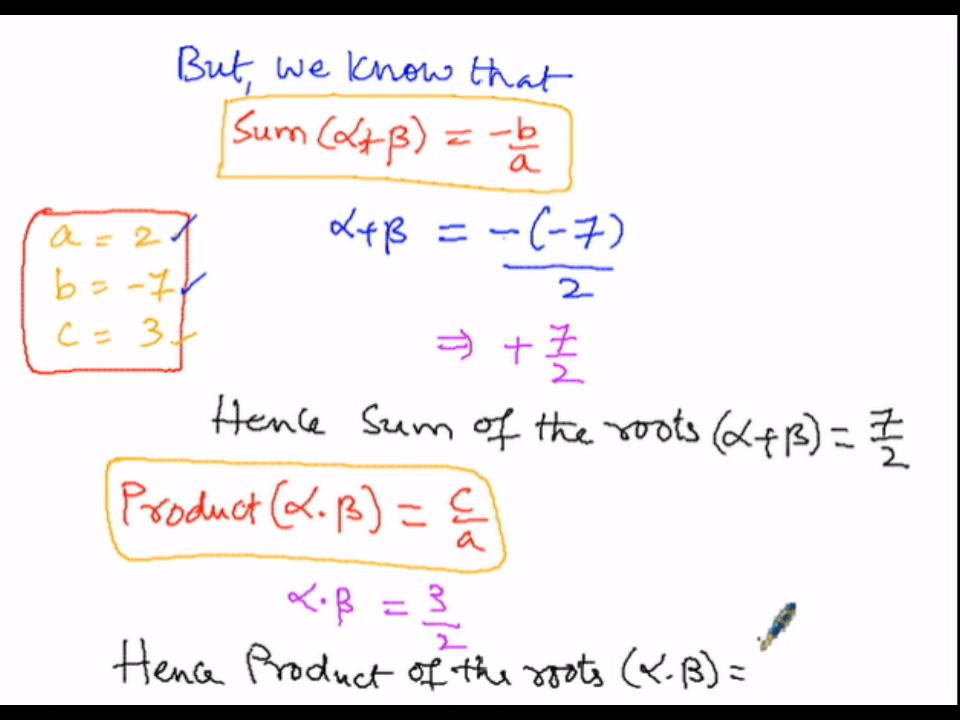 But, we know that
Sum (α+β) = -b/a
a = 2
b = -7
c = 3
α+β = -(-7)/2
⇒ + 7/2
Hence Sum of the roots (α+β) = 7/2
Product (α.β) = c/a
α.β = 3/2
Hence Product of the roots (α.β) =